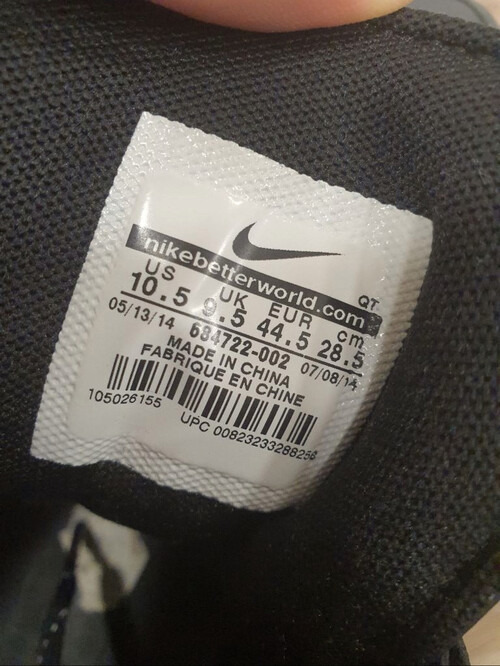 nikebetterworld.com
QT
US UK EUR cm
10.5 9.5 44.5 28.5
05/13/14 684722-002 07/08/14
MADE IN CHINA
FABRIQUE EN CHINE
105026155
UPC 00823233288256